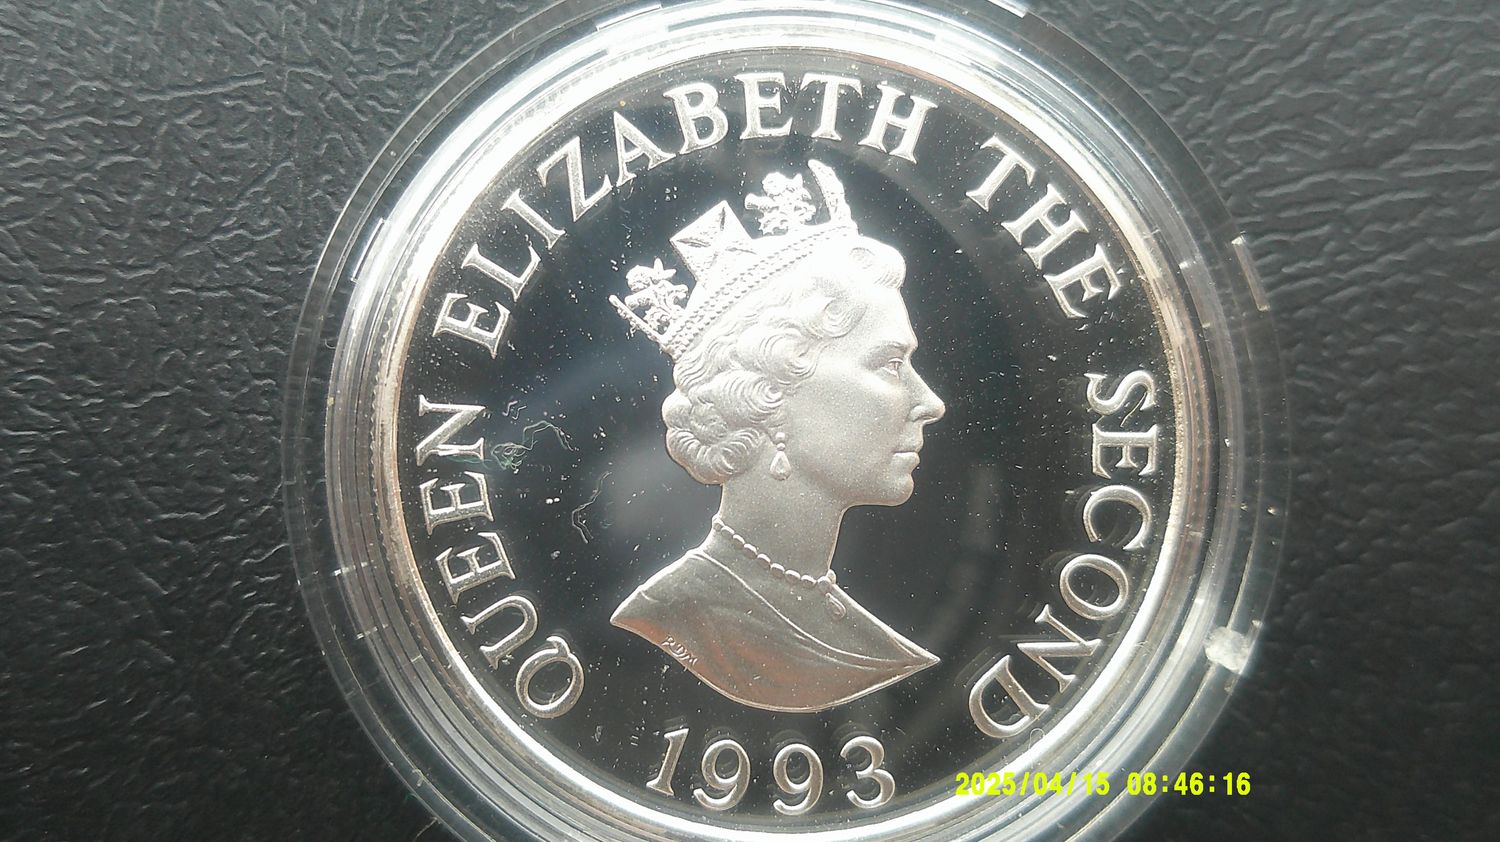 QUEEN ELIZABETH THE SECOND
RDM
1993
2025/04/15 08:46:16